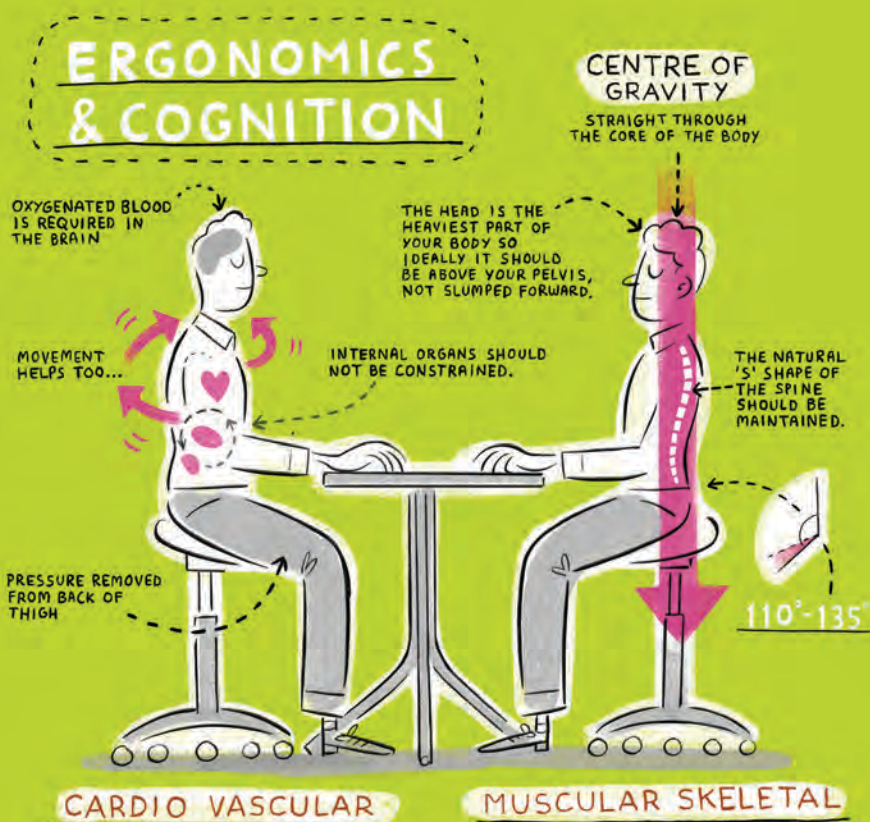 ERGONOMICS
& COGNITION
CENTRE OF
GRAVITY
STRAIGHT THROUGH
THE CORE OF THE BODY
OXYGENATED BLOOD
IS REQUIRED IN
THE BRAIN
THE HEAD IS THE
HEAVIEST PART OF
YOUR BODY SO
IDEALLY IT SHOULD
BE ABOVE YOUR PELVIS,
NOT SLUMPED FORWARD.
MOVEMENT
HELPS TOO...
INTERNAL ORGANS SHOULD
NOT BE CONSTRAINED.
THE NATURAL
'S' SHAPE OF
THE SPINE
SHOULD BE
MAINTAINED.
PRESSURE REMOVED
FROM BACK OF
THIGH
110°-135°
CARDIO VASCULAR
MUSCULAR SKELETAL